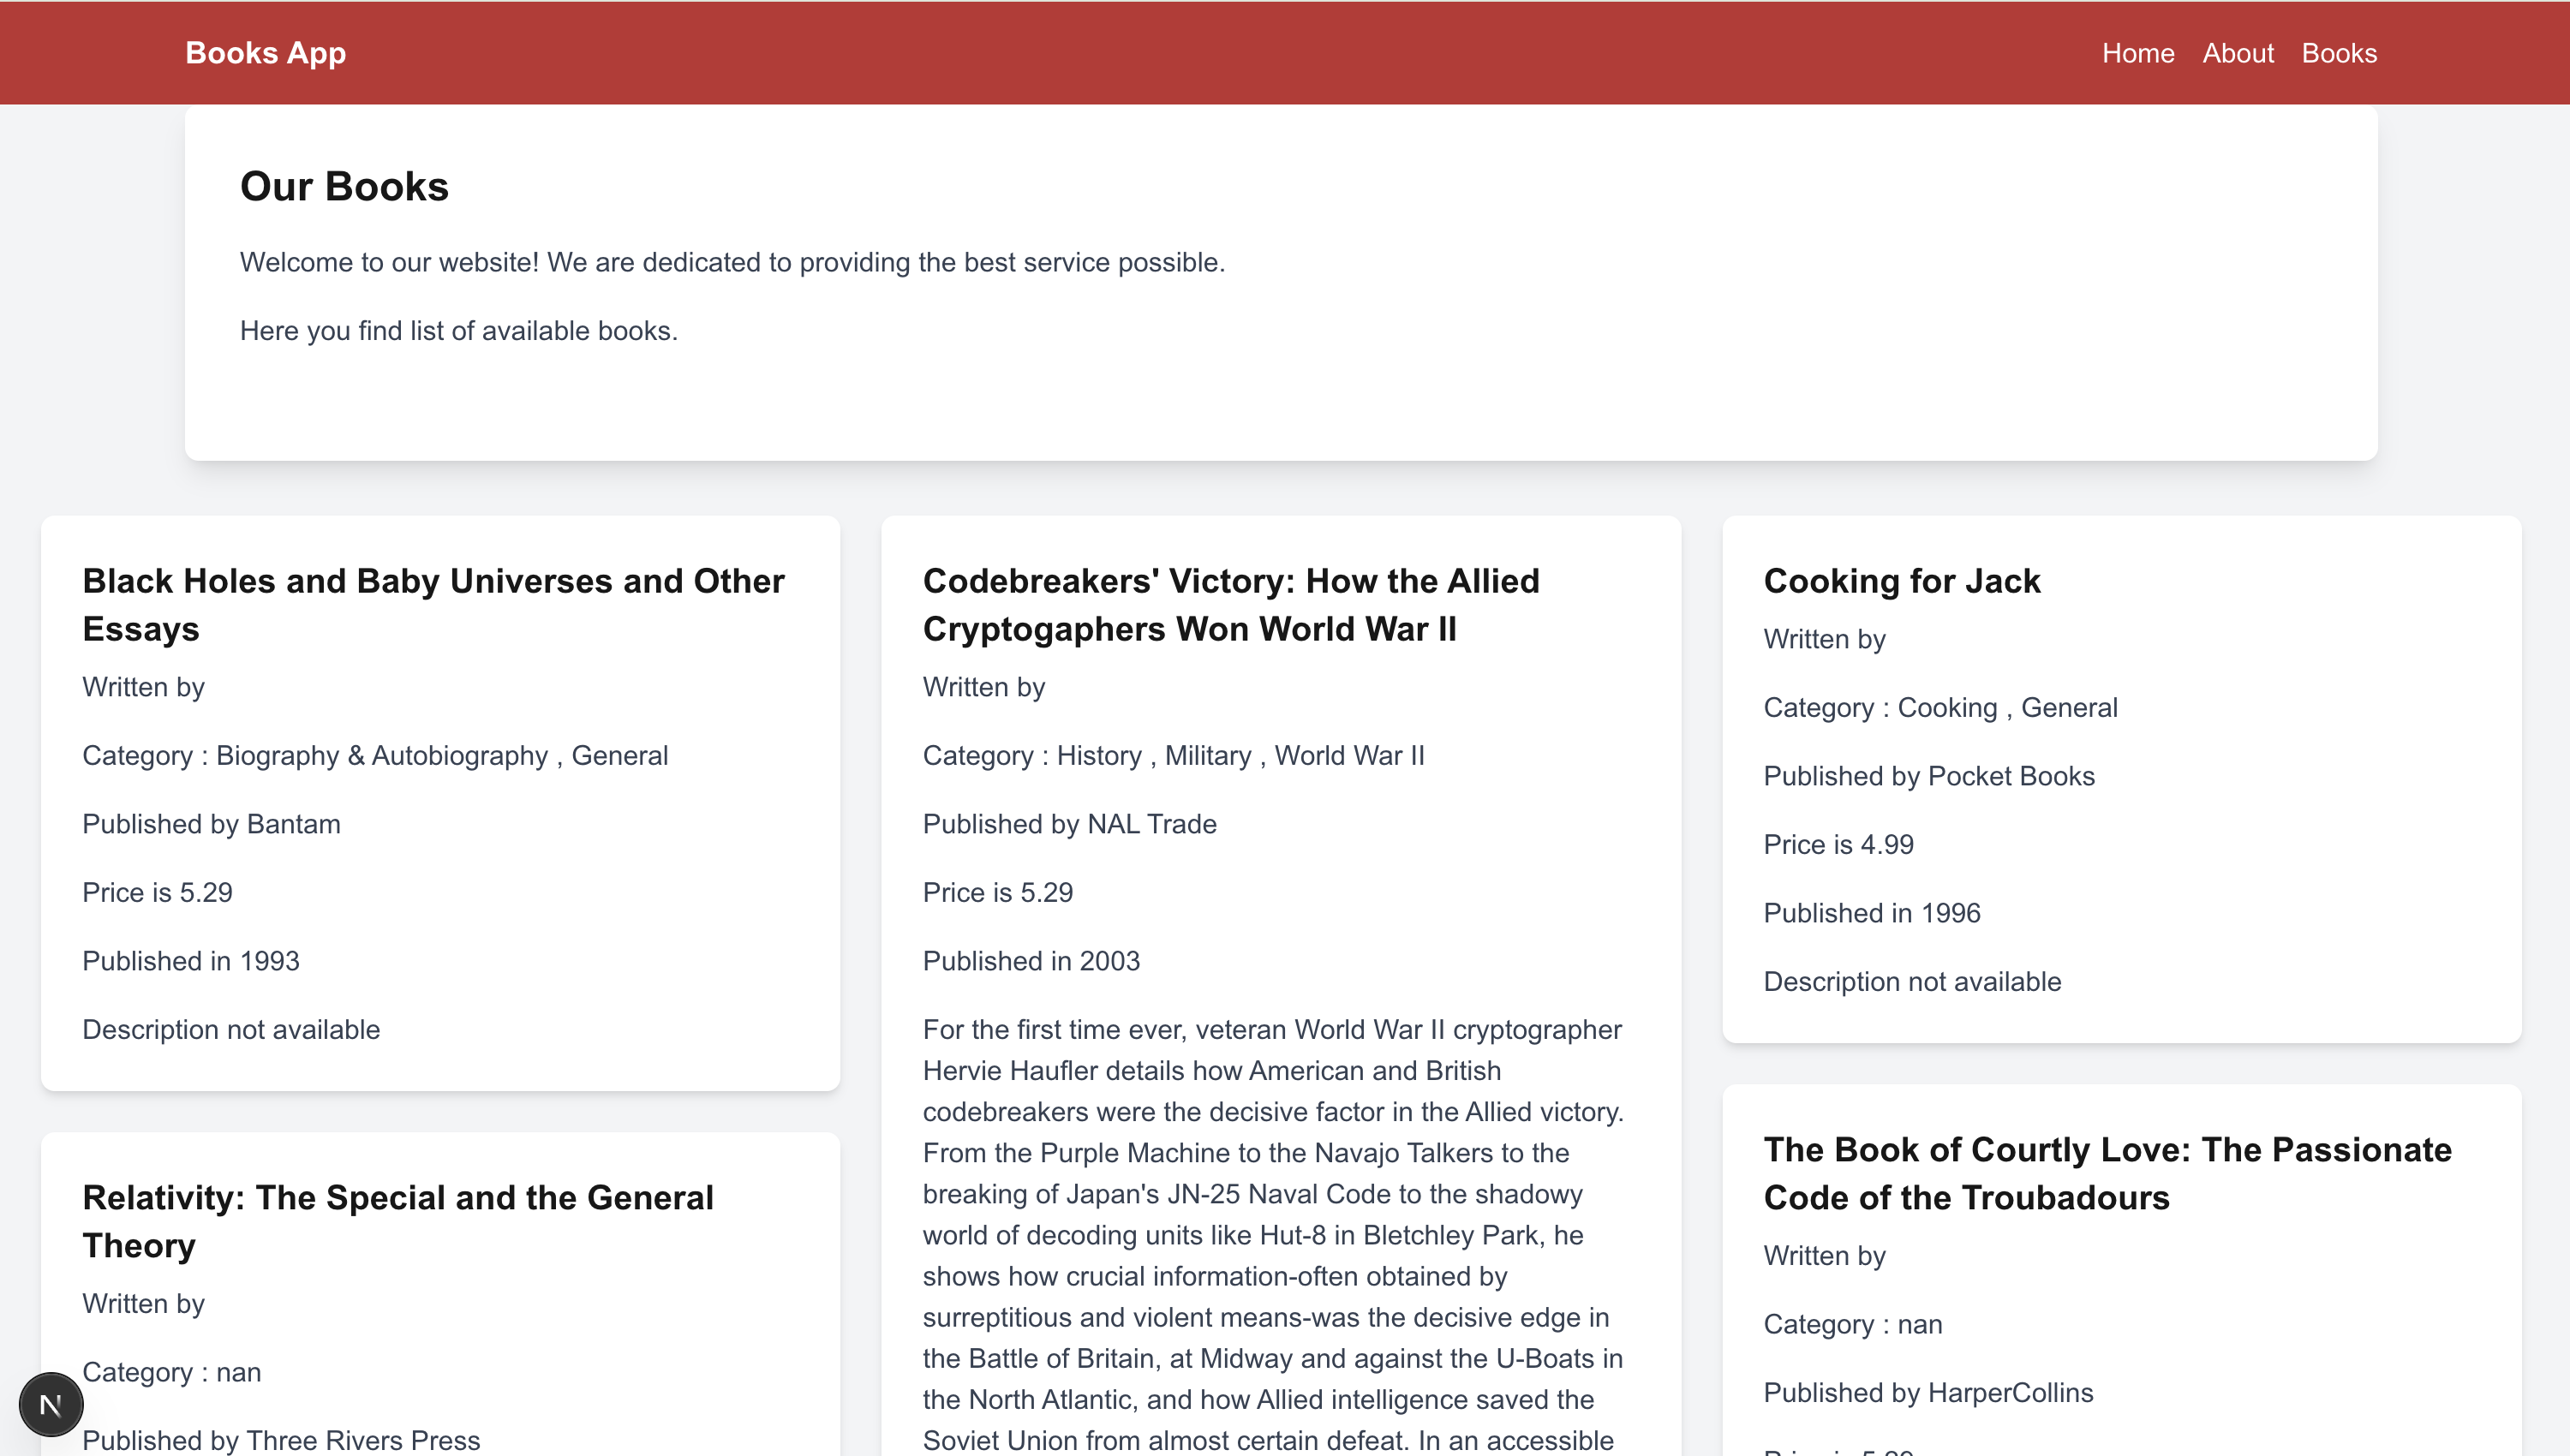 Books App
Home About Books
Our Books
Welcome to our website! We are dedicated to providing the best service possible.
Here you find list of available books.
Black Holes and Baby Universes and Other
Essays
Written by
Category : Biography & Autobiography , General
Published by Bantam
Price is 5.29
Published in 1993
Description not available
Relativity: The Special and the General
Theory
Written by
Category : nan
Published by Three Rivers Press
N
Codebreakers' Victory: How the Allied
Cryptogaphers Won World War II
Written by
Category : History , Military , World War II
Published by NAL Trade
Price is 5.29
Published in 2003
For the first time ever, veteran World War II cryptographer
Hervie Haufler details how American and British
codebreakers were the decisive factor in the Allied victory.
From the Purple Machine to the Navajo Talkers to the
breaking of Japan's JN-25 Naval Code to the shadowy
world of decoding units like Hut-8 in Bletchley Park, he
shows how crucial information-often obtained by
surreptitious and violent means-was the decisive edge in
the Battle of Britain, at Midway and against the U-Boats in
the North Atlantic, and how Allied intelligence saved the
Soviet Union from almost certain defeat. In an accessible
Cooking for Jack
Written by
Category : Cooking , General
Published by Pocket Books
Price is 4.99
Published in 1996
Description not available
The Book of Courtly Love: The Passionate
Code of the Troubadours
Written by
Category : nan
Published by HarperCollins